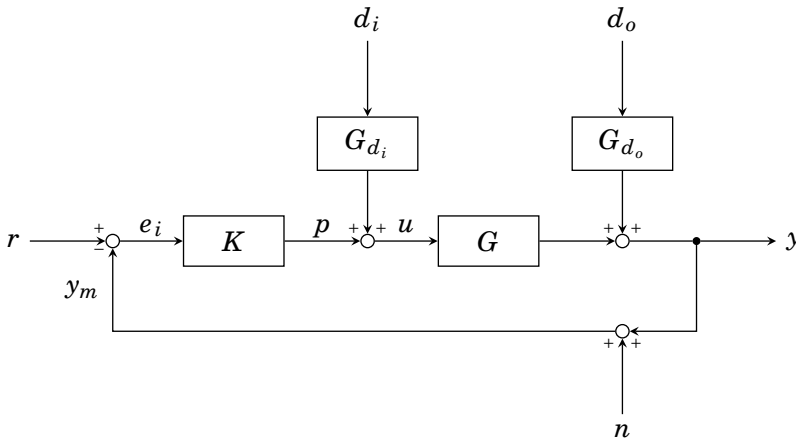 d_i
d_o
G_{d_i}
G_{d_o}
r
+
−
e_i
K
p
+ +
u
G
+ +
y
y_m
+ +
n